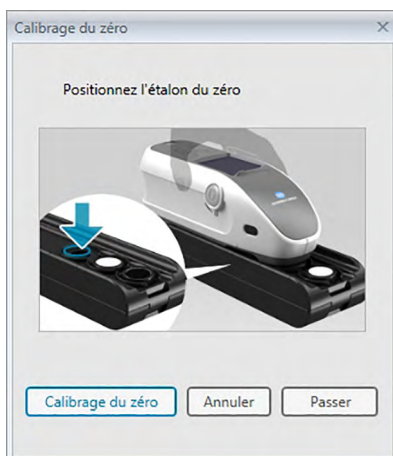 Calibrage du zéro
Positionnez l'étalon du zéro
Calibrage du zéro
Annuler
Passer